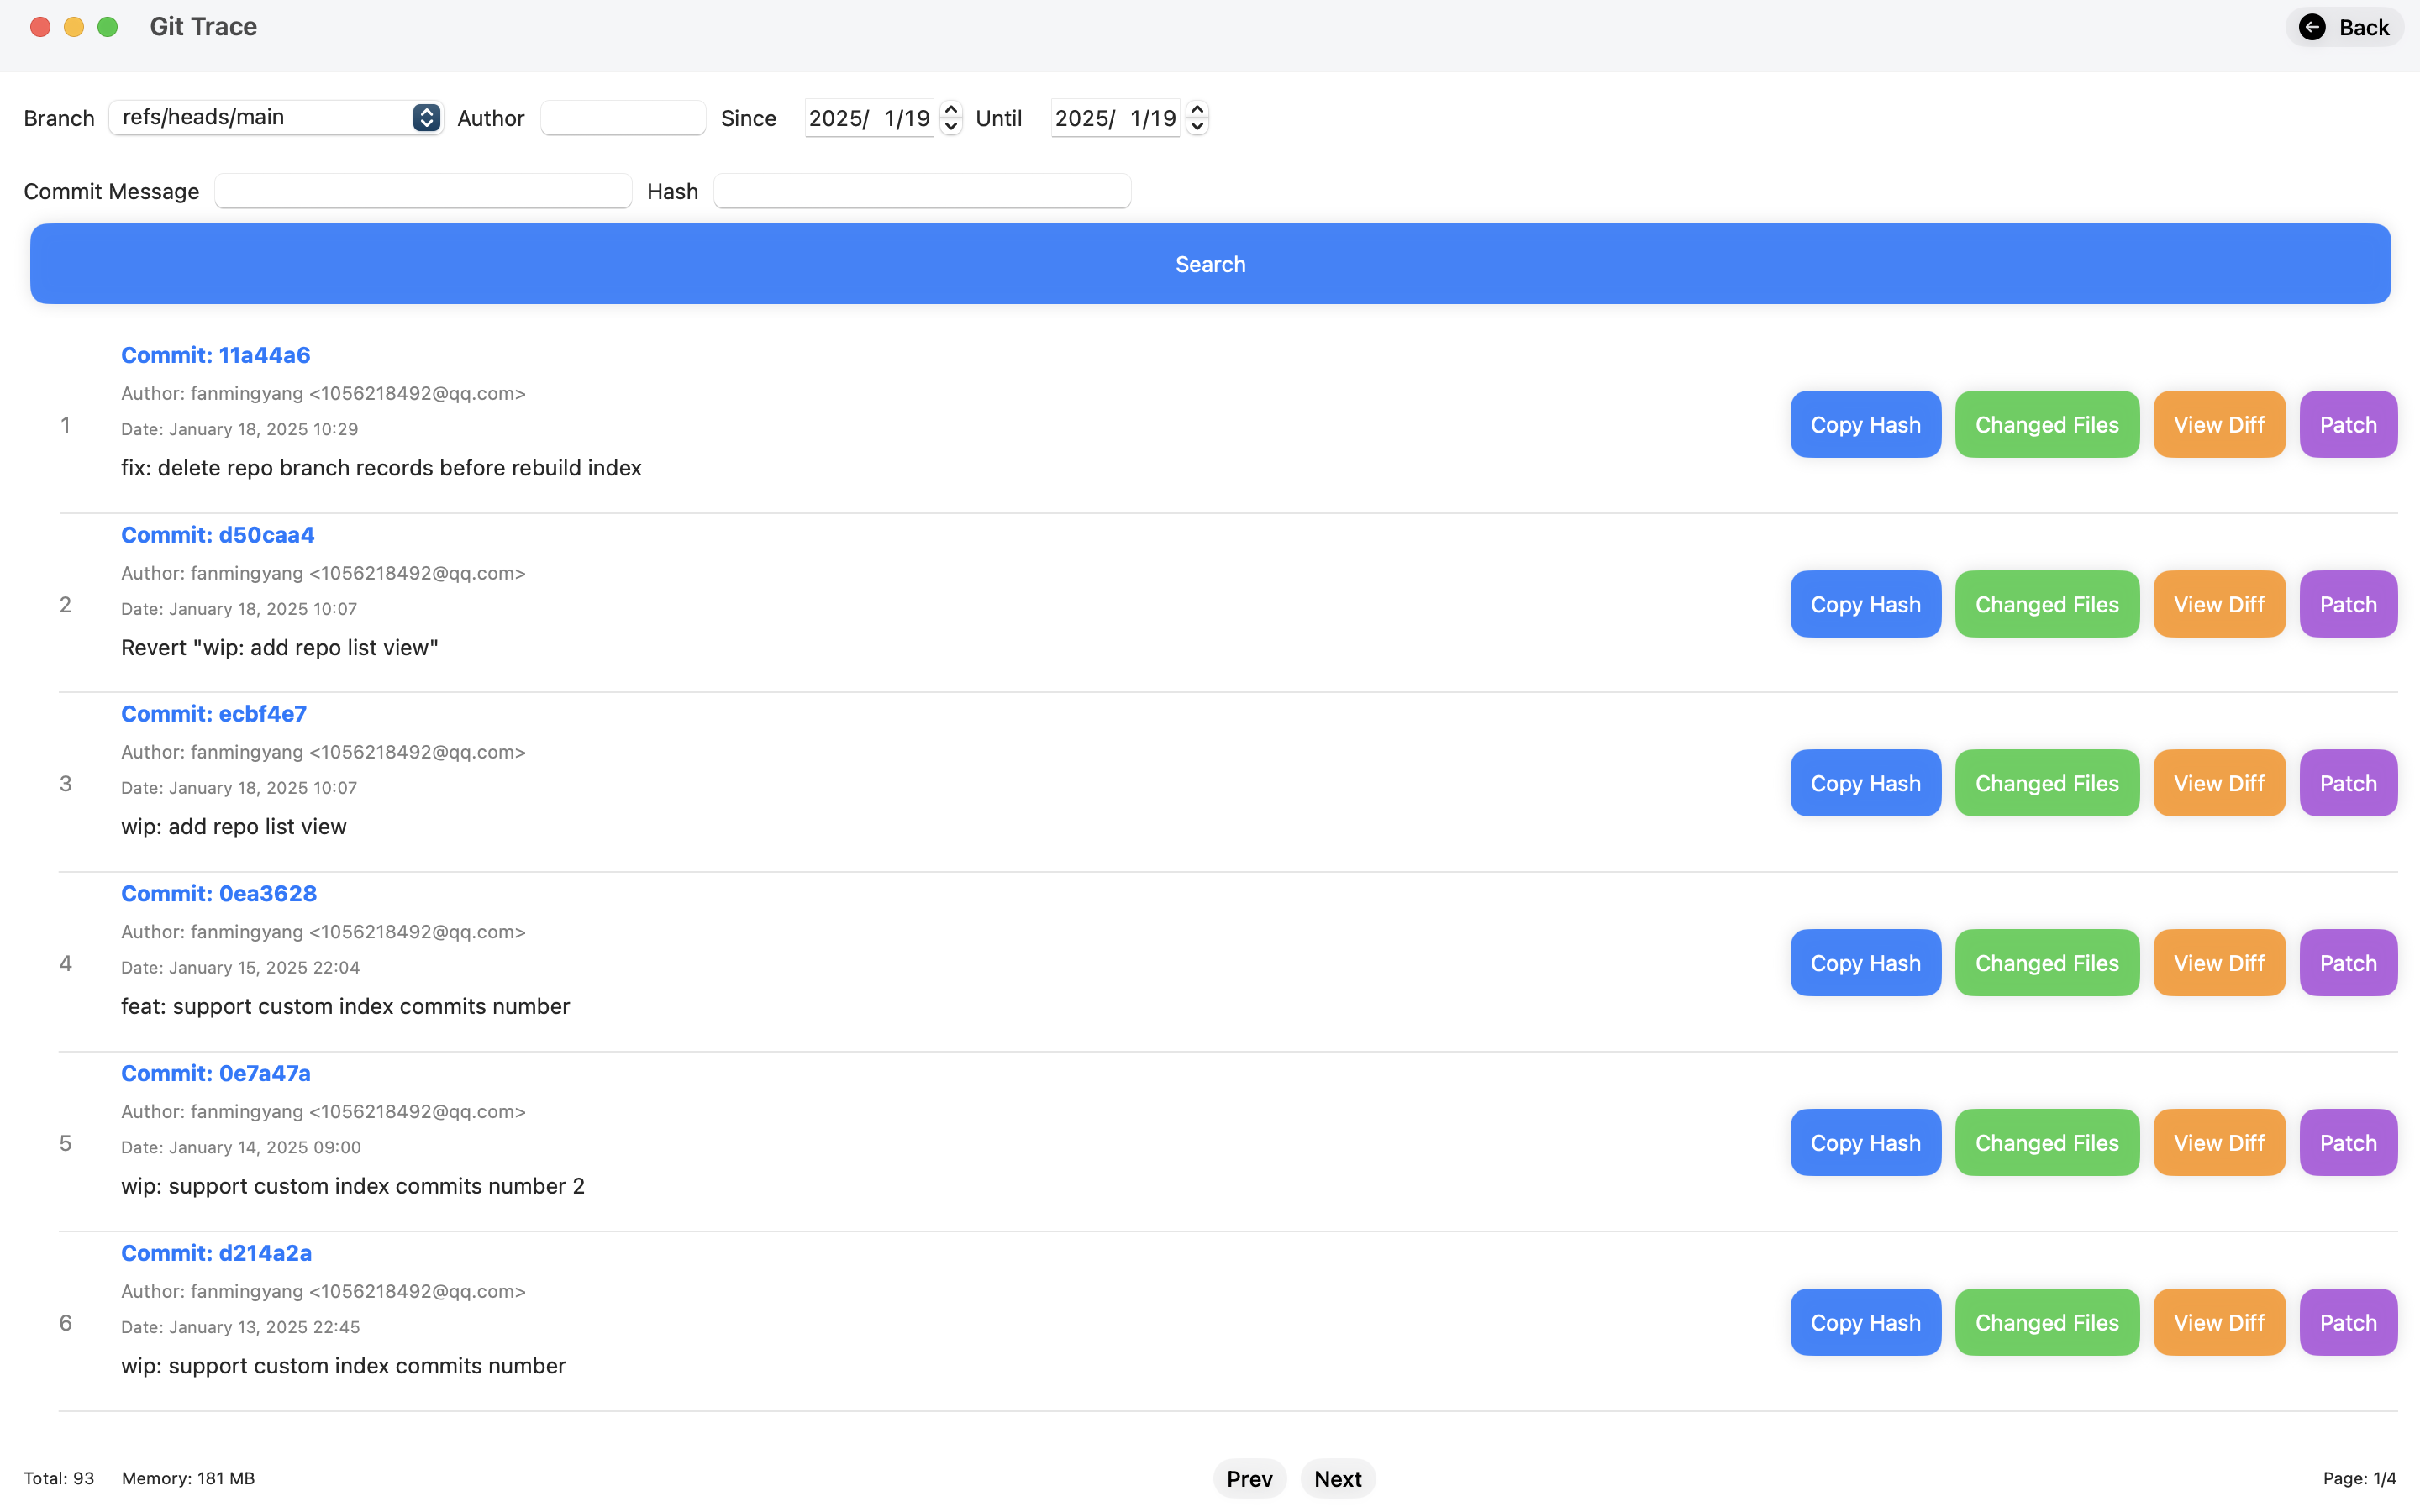 Git Trace
Back
Branch refs/heads/main Author Since 2025/ 1/19 Until 2025/ 1/19
Commit Message Hash
Search
Commit: 11a44a6
Author: fanmingyang <1056218492@qq.com>
1 Copy Hash Changed Files View Diff Patch
Date: January 18, 2025 10:29
fix: delete repo branch records before rebuild index
Commit: d50caa4
Author: fanmingyang <1056218492@qq.com>
2 Copy Hash Changed Files View Diff Patch
Date: January 18, 2025 10:07
Revert "wip: add repo list view"
Commit: ecbf4e7
Author: fanmingyang <1056218492@qq.com>
3 Copy Hash Changed Files View Diff Patch
Date: January 18, 2025 10:07
wip: add repo list view
Commit: 0ea3628
Author: fanmingyang <1056218492@qq.com>
4 Copy Hash Changed Files View Diff Patch
Date: January 15, 2025 22:04
feat: support custom index commits number
Commit: 0e7a47a
Author: fanmingyang <1056218492@qq.com>
5 Copy Hash Changed Files View Diff Patch
Date: January 14, 2025 09:00
wip: support custom index commits number 2
Commit: d214a2a
Author: fanmingyang <1056218492@qq.com>
6 Copy Hash Changed Files View Diff Patch
Date: January 13, 2025 22:45
wip: support custom index commits number
Total: 93 Memory: 181 MB Prev Next Page: 1/4